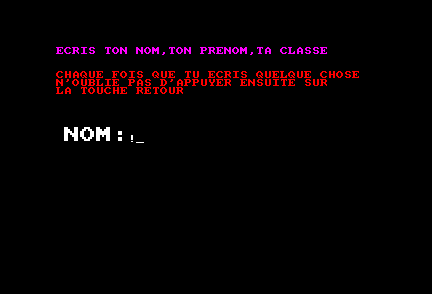 ECRIS TON NOM,TON PRENOM,TA CLASSE
CHAQUE FOIS QUE TU ECRIS QUELQUE CHOSE
N'OUBLIE PAS D'APPUYER ENSUITE SUR
LA TOUCHE RETOUR
NOM:!_